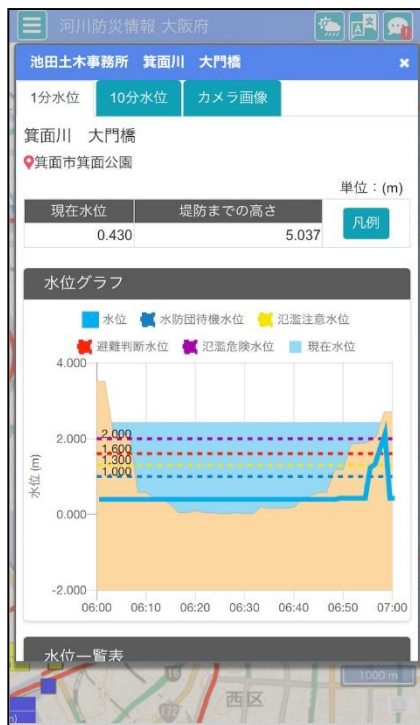 河川防災情報 大阪府
池田土木事務所 箕面川 大門橋
×
1分水位 10分水位 カメラ画像
箕面川 大門橋
箕面市箕面公園
単位：(m)
現在水位 堤防までの高さ
凡例
0.430 5.037
水位グラフ
水位 水防団待機水位 氾濫注意水位
避難判断水位 氾濫危険水位 現在水位
4.000
2.000
0.000
-2.000
水位 (m)
2.000
1.600
1.300
1.000
06:00 06:10 06:20 06:30 06:40 06:50 07:00
水位一覧表
1000 m
西区